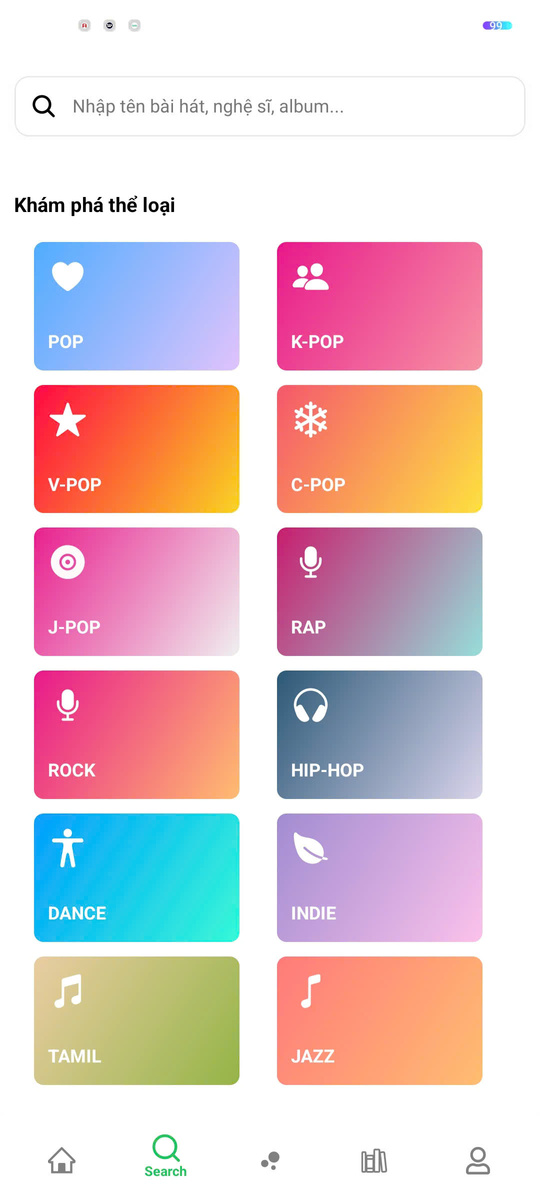 99
Nhập tên bài hát, nghệ sĩ, album...
Khám phá thể loại
POP
K-POP
V-POP
C-POP
J-POP
RAP
ROCK
HIP-HOP
DANCE
INDIE
TAMIL
JAZZ
Search